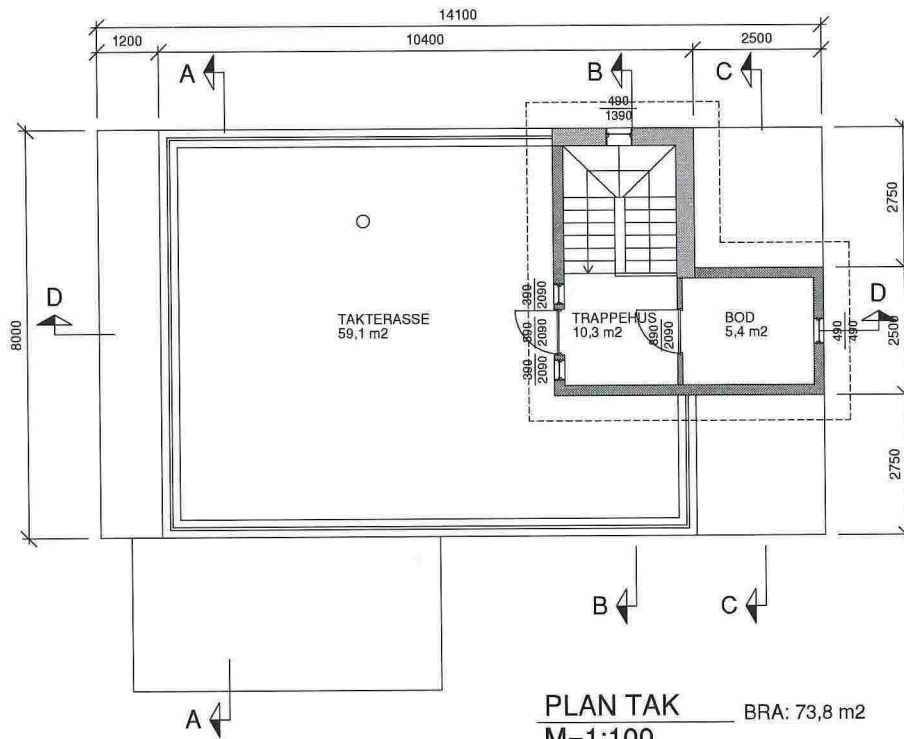 14100
1200
10400
2500
A
B
C
490
1390
2750
D
8000
TAKTERASSE
59,1 m2
390
2090
890
2090
390
2090
TRAPPEHUS
10,3 m2
890
2090
BOD
5,4 m2
490
490
D
2500
2750
B
C
A
PLAN TAK
BRA: 73,8 m2
M=1:100